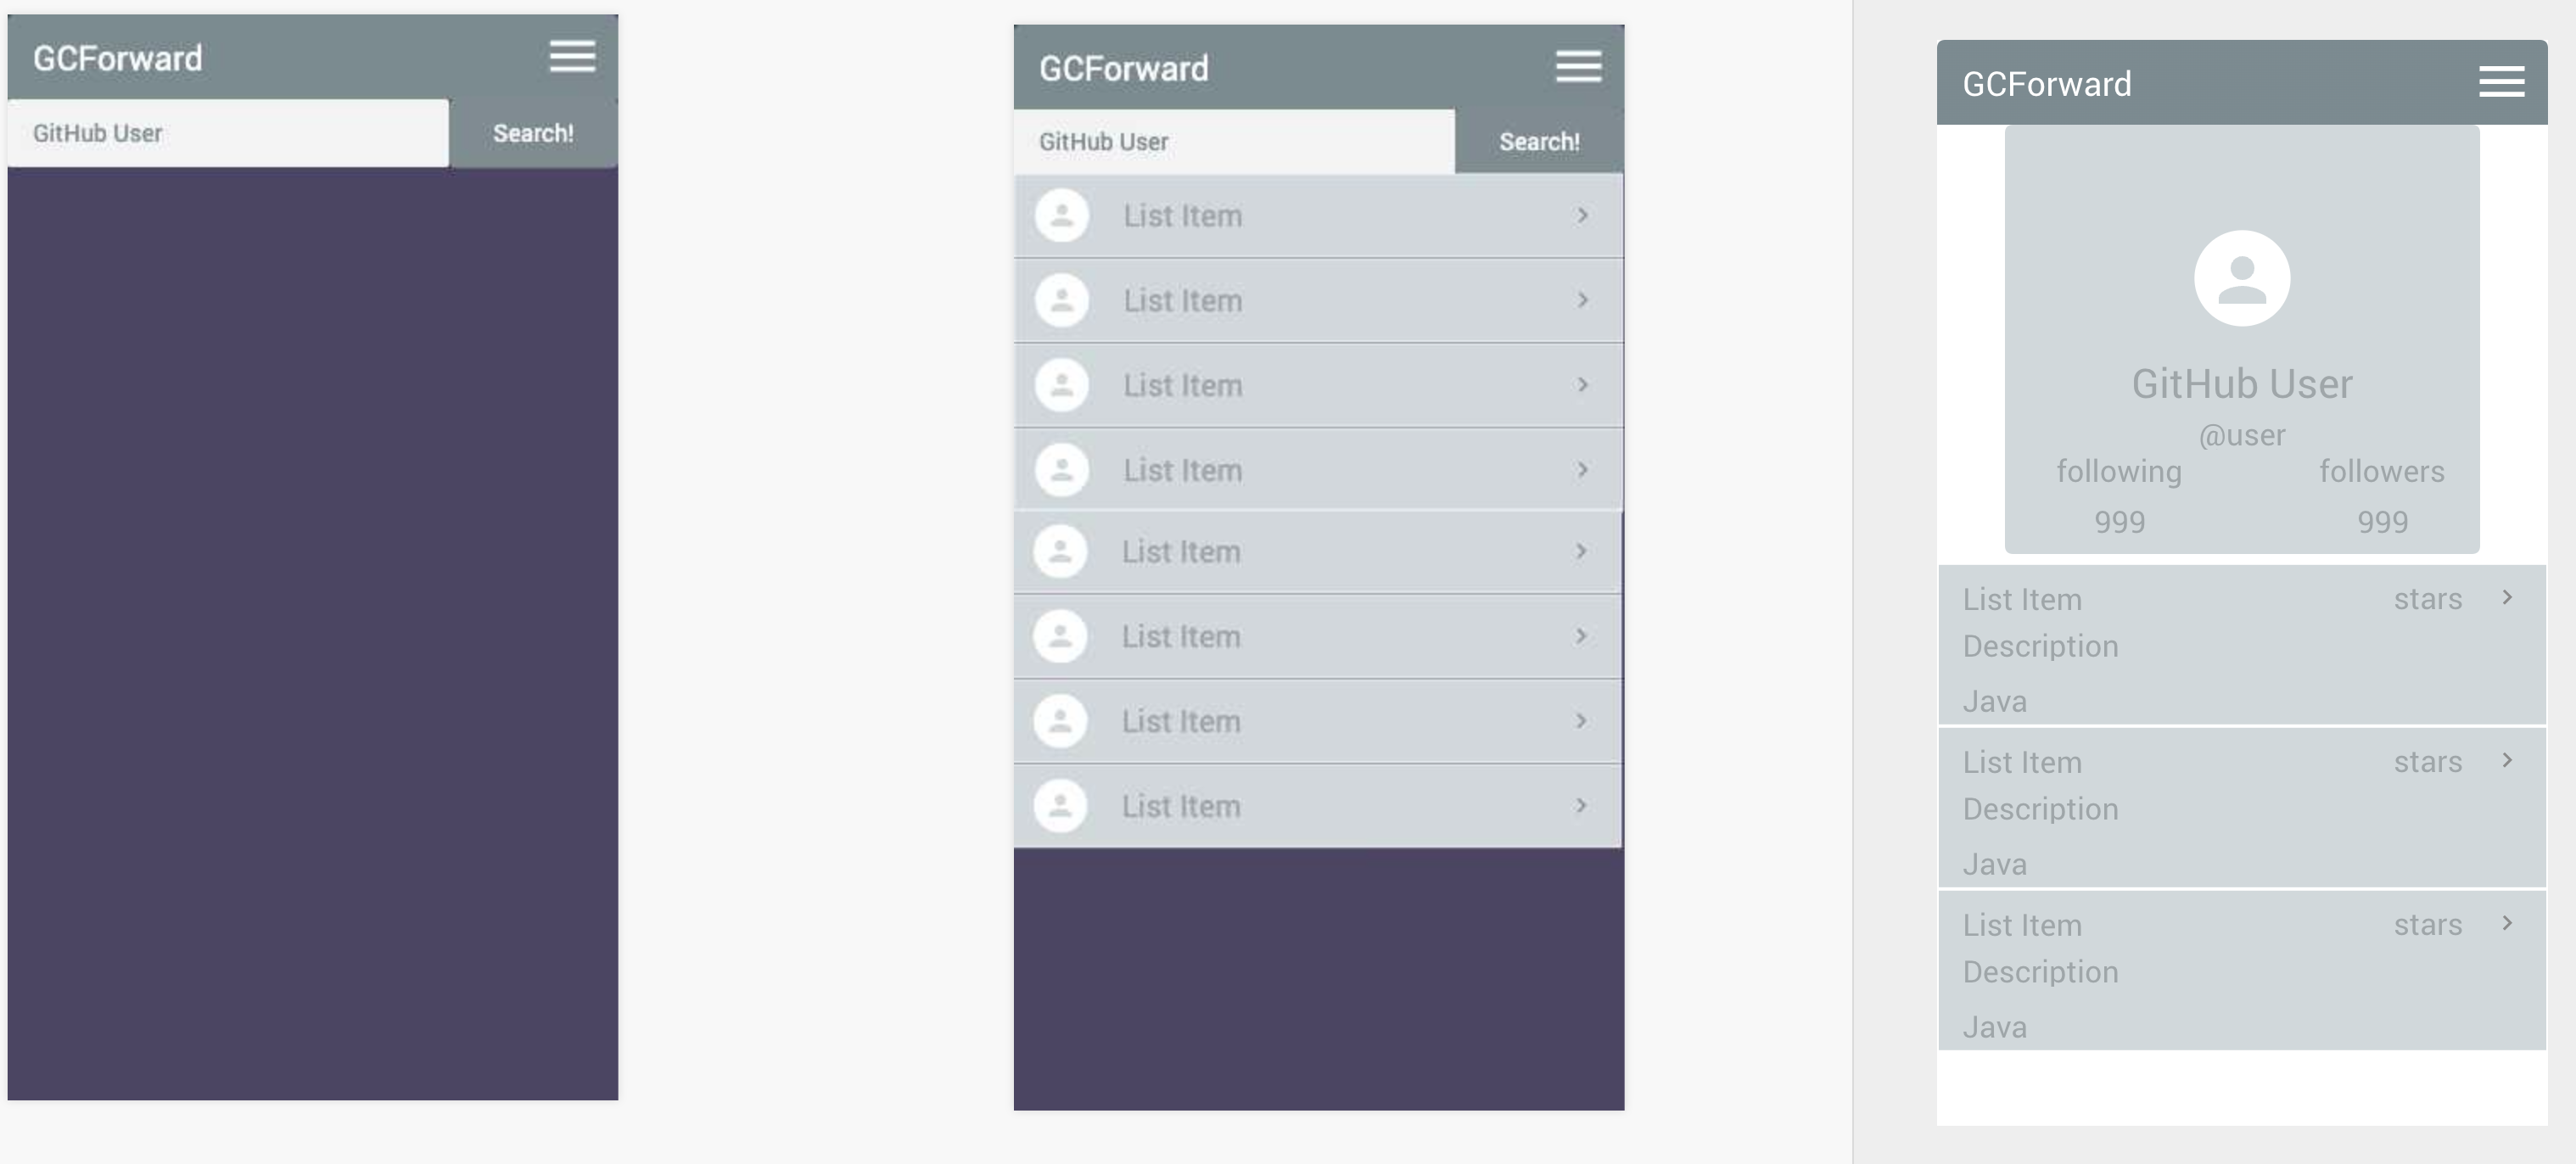 GCForward
GitHub User Search!
GCForward
GitHub User Search!
List Item
List Item
List Item
List Item
List Item
List Item
List Item
List Item
GCForward
GitHub User
@user
following followers
999 999
List Item stars
Description
Java
List Item stars
Description
Java
List Item stars
Description
Java